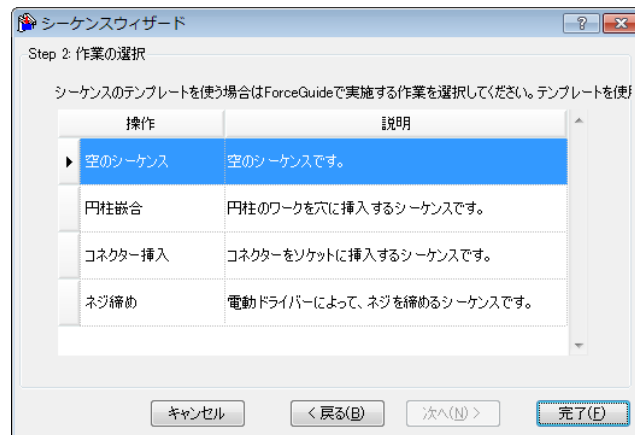 シーケンスウィザード
Step 2: 作業の選択
シーケンスのテンプレートを使う場合はForceGuideで実施する作業を選択してください。テンプレートを使
操作 説明
空のシーケンス 空のシーケンスです。
円柱嵌合 円柱のワークを穴に挿入するシーケンスです。
コネクター挿入 コネクターをソケットに挿入するシーケンスです。
ネジ締め 電動ドライバーによって、ネジを締めるシーケンスです。
キャンセル < 戻る(B) 次へ(N) > 完了(F)